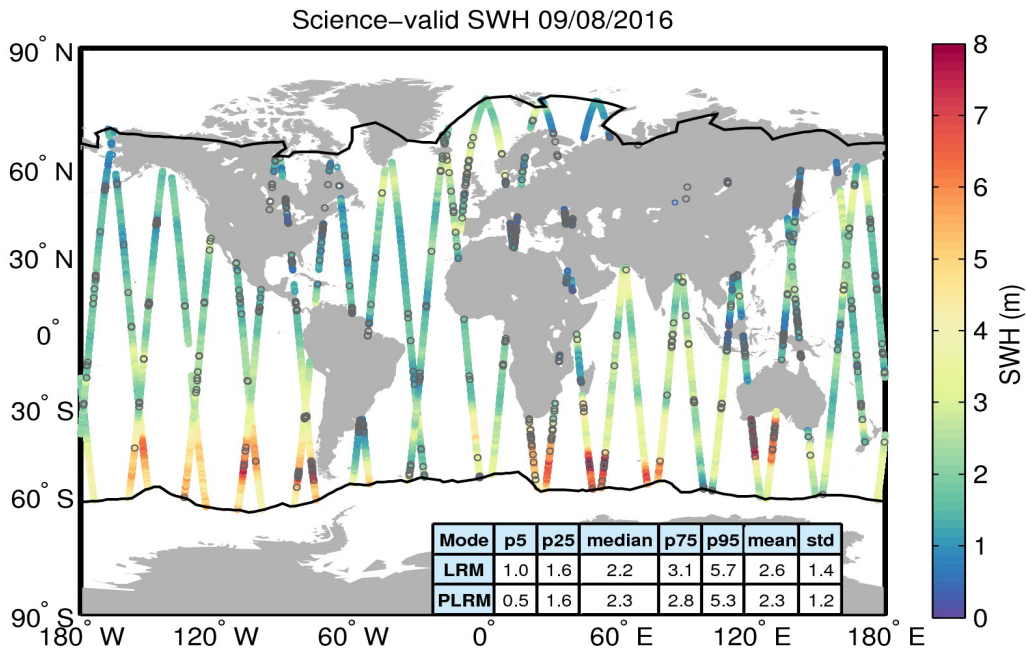 Science−valid SWH 09/08/2016
90° N
60° N
30° N
0°
30° S
60° S
90° S
180° W
120° W
60° W
0°
60° E
120° E
180° E
Mode p5 p25 median p75 p95 mean std
LRM 1.0 1.6 2.2 3.1 5.7 2.6 1.4
PLRM 0.5 1.6 2.3 2.8 5.3 2.3 1.2
8
7
6
5
4
3
2
1
0
SWH (m)